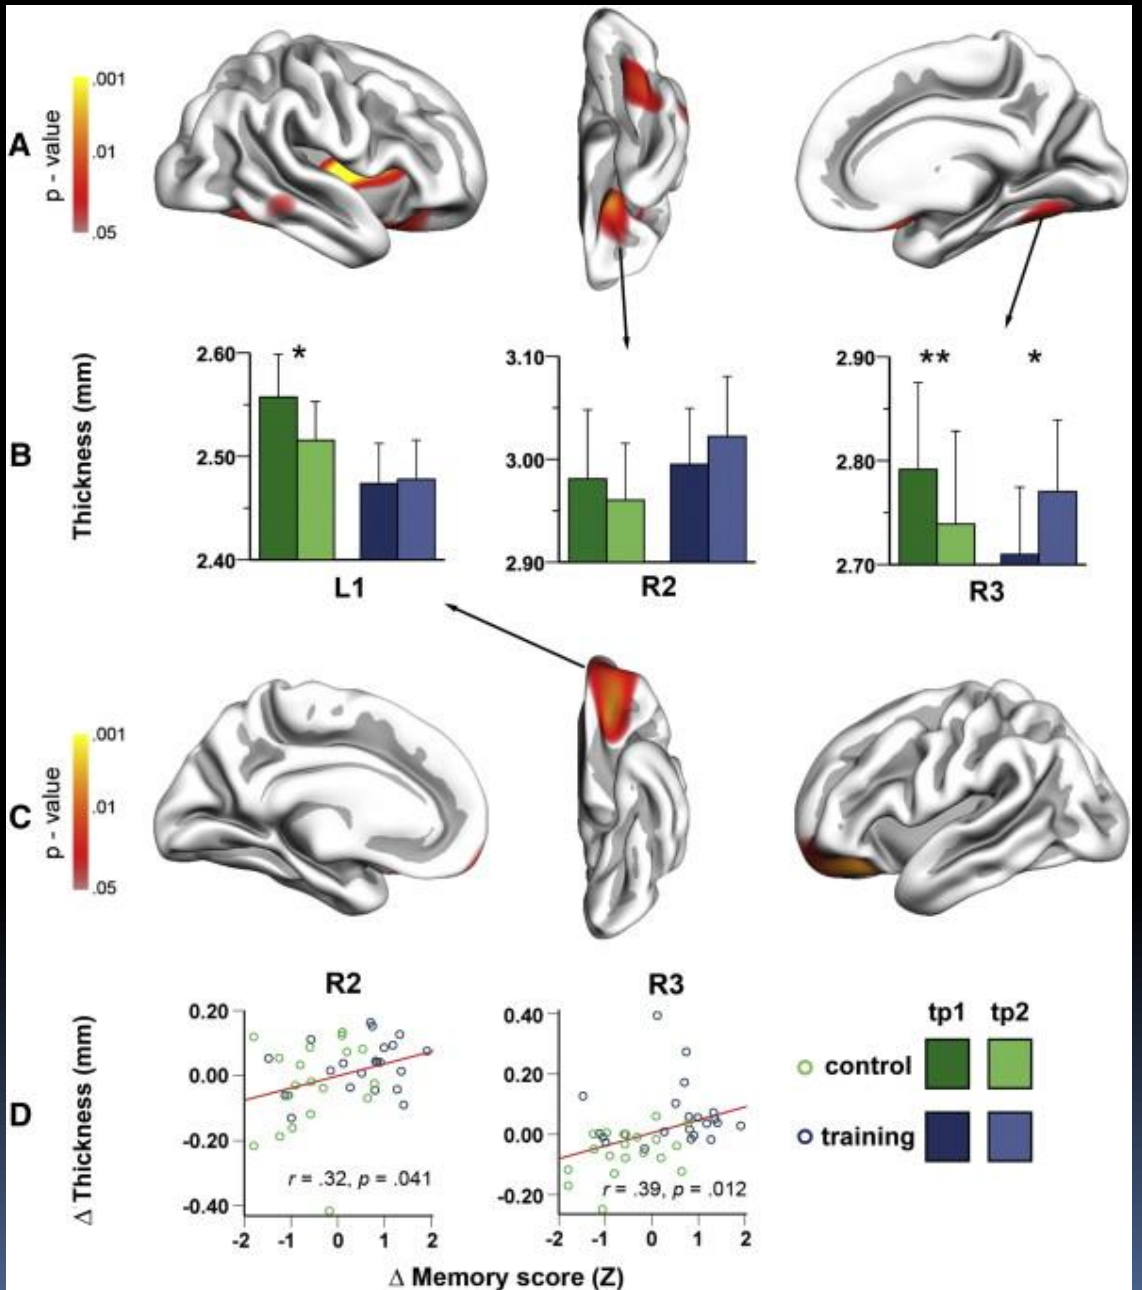 A
p - value
.001
.01
.05
B
Thickness (mm)
2.60
2.50
2.40
*
L1
3.10
3.00
2.90
R2
2.90
2.80
2.70
**
*
R3
C
p - value
.001
.01
.05
D
Δ Thickness (mm)
R2
0.20
0.00
-0.20
-0.40
r = .32, p = .041
-2 -1 0 1 2
R3
0.40
0.20
0.00
-0.20
r = .39, p = .012
-2 -1 0 1 2
Δ Memory score (Z)
tp1 tp2
control
training